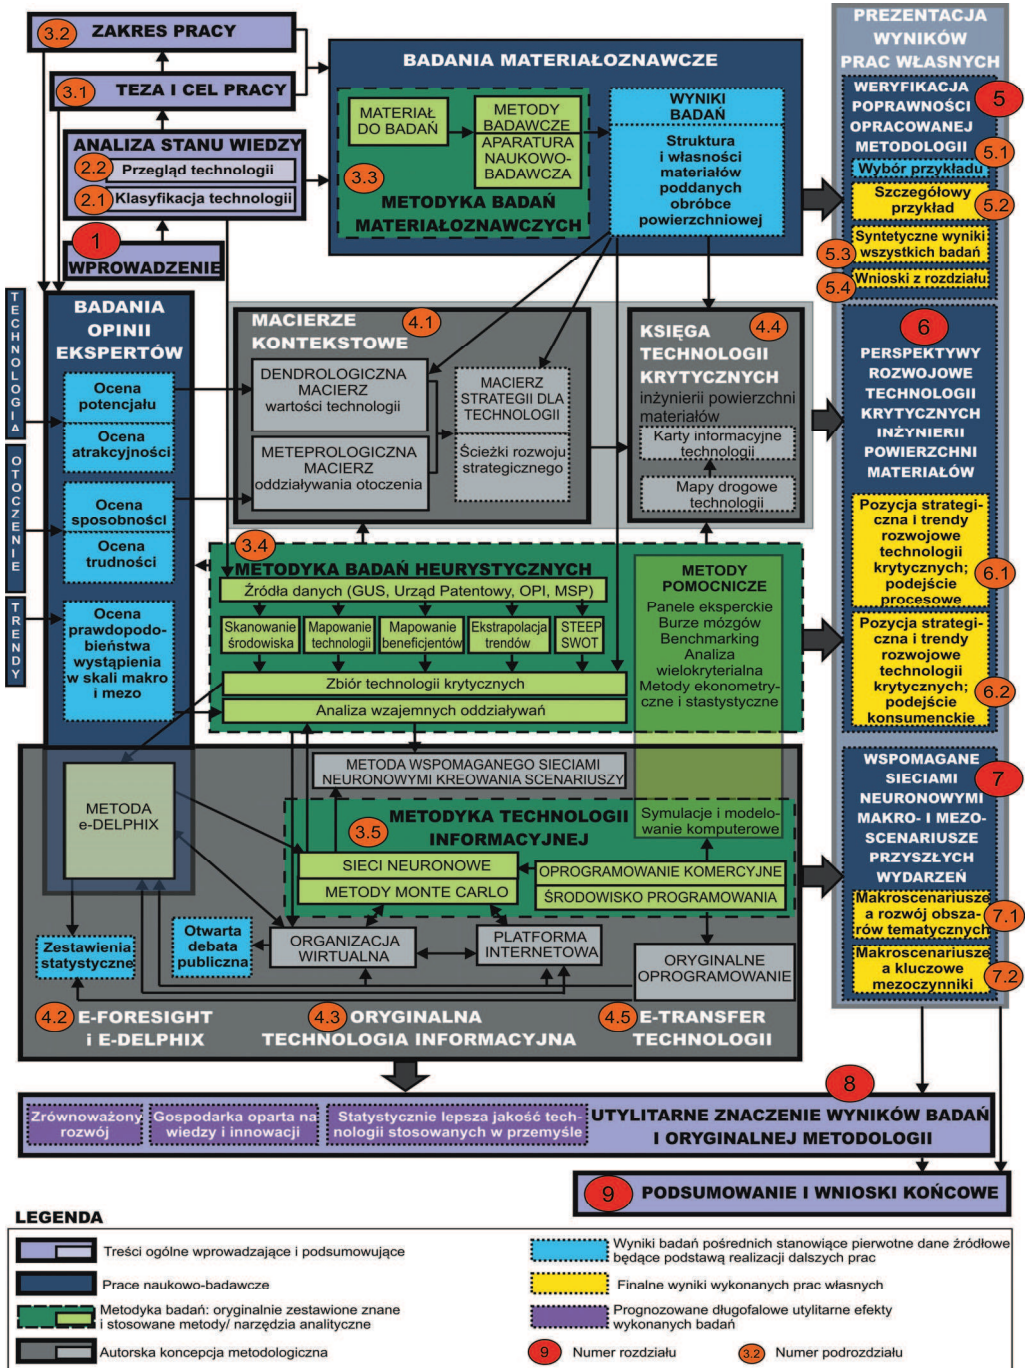 3.2 ZAKRES PRACY
3.1 TEZA I CEL PRACY
ANALIZA STANU WIEDZY
2.2 Przegląd technologii
2.1 Klasyfikacja technologii
1
WPROWADZENIE
BADANIA MATERIAŁOZNAWCZE
MATERIAŁ
DO BADAŃ
METODY
BADAWCZE
APARATURA
NAUKOWO-
BADAWCZA
3.3
METODYKA BADAŃ
MATERIAŁOZNAWCZYCH
WYNIKI
BADAŃ
Struktura
i własności
materiałów
poddanych
obróbce
powierzchniowej
PREZENTACJA
WYNIKÓW
PRAC WŁASNYCH
WERYFIKACJA
POPRAWNOŚCI
OPRACOWANEJ
METODOLOGII
5
5.1
Wybór przykładu
Szczegółowy
przykład
5.2
Syntetyczne wyniki
wszystkich badań
5.3
Wnioski z rozdziału
5.4
TECHNOLOGIA
OTOCZENIE
TRENDY
BADANIA
OPINII
EKSPERTÓW
Ocena
potencjału
Ocena
atrakcyjności
Ocena
sposobności
Ocena
trudności
Ocena
prawdopodo-
bieństwa
wystąpienia
w skali makro
i mezo
MACIERZE
KONTEKSTOWE
4.1
DENDROLOGICZNA
MACIERZ
wartości technologii
METEPROLOGICZNA
MACIERZ
oddziaływania otoczenia
MACIERZ
STRATEGII DLA
TECHNOLOGII
Ścieżki rozwoju
strategicznego
KSIĘGA
TECHNOLOGII
KRYTYCZNYCH
4.4
inżynierii powierzchni
materiałów
Karty informacyjne
technologii
Mapy drogowe
technologii
6
PERSPEKTYWY
ROZWOJOWE
TECHNOLOGII
KRYTYCZNYCH
INŻYNIERII
POWIERZCHNI
MATERIAŁÓW
Pozycja strategi-
czna i trendy
rozwojowe
technologii
krytycznych;
podejście
procesowe
6.1
Pozycja strategi-
czna i trendy
rozwojowe
technologii
krytycznych;
podejście
konsumenckie
6.2
3.4
METODYKA BADAŃ HEURYSTYCZNYCH
Źródła danych (GUS, Urząd Patentowy, OPI, MSP)
Skanowanie
środowiska
Mapowanie
technologii
Mapowanie
beneficjentów
Ekstrapolacja
trendów
STEEP
SWOT
Zbiór technologii krytycznych
Analiza wzajemnych oddziaływań
METODY
POMOCNICZE
Panele eksperckie
Burze mózgów
Benchmarking
Analiza
wielokryterialna
Metody ekonometry-
czne i stastystyczne
Symulacje i modelo-
wanie komputerowe
METODA
e-DELPHIX
METODA WSPOMAGANEGO SIECIAMI
NEURONOWYMI KREOWANIA SCENARIUSZY
METODYKA TECHNOLOGII
INFORMACYJNEJ
3.5
SIECI NEURONOWE
METODY MONTE CARLO
OPROGRAMOWANIE KOMERCYJNE
ŚRODOWISKO PROGRAMOWANIA
Zestawienia
statystyczne
Otwarta
debata
publiczna
ORGANIZACJA
WIRTUALNA
PLATFORMA
INTERNETOWA
ORYGINALNE
OPROGRAMOWANIE
4.2 E-FORESIGHT
i E-DELPHIX
4.3 ORYGINALNA
TECHNOLOGIA INFORMACYJNA
4.5 E-TRANSFER
TECHNOLOGII
WSPOMAGANE
SIECIAMI
NEURONOWYMI
MAKRO- I MEZO-
SCENARIUSZE
PRZYSZŁYCH
WYDARZEŃ
7
Makroscenariusze
a rozwój obsza-
rów tematycznych
7.1
Makroscenariusze
a kluczowe
mezoczynniki
7.2
8
Zrównoważony
rozwój
Gospodarka oparta na
wiedzy i innowacji
Statystycznie lepsza jakość tech-
nologii stosowanych w przemyśle
UTYLITARNE ZNACZENIE WYNIKÓW BADAŃ
I ORYGINALNEJ METODOLOGII
9 PODSUMOWANIE I WNIOSKI KOŃCOWE
LEGENDA
Treści ogólne wprowadzające i podsumowujące
Prace naukowo-badawcze
Metodyka badań: oryginalnie zestawione znane
i stosowane metody/ narzędzia analityczne
Autorska koncepcja metodologiczna
Wyniki badań pośrednich stanowiące pierwotne dane źródłowe
będące podstawą realizacji dalszych prac
Finalne wyniki wykonanych prac własnych
Prognozowane długofalowe utylitarne efekty
wykonanych badań
9 Numer rozdziału
3.2 Numer podrozdziału